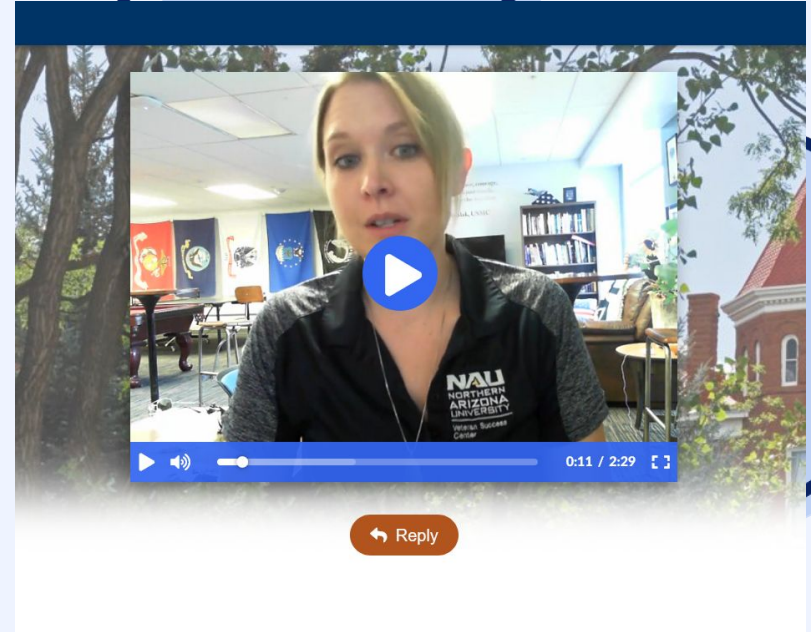 NAU
NORTHERN
ARIZONA
UNIVERSITY
Veteran Success
Center
0:11 / 2:29
Reply